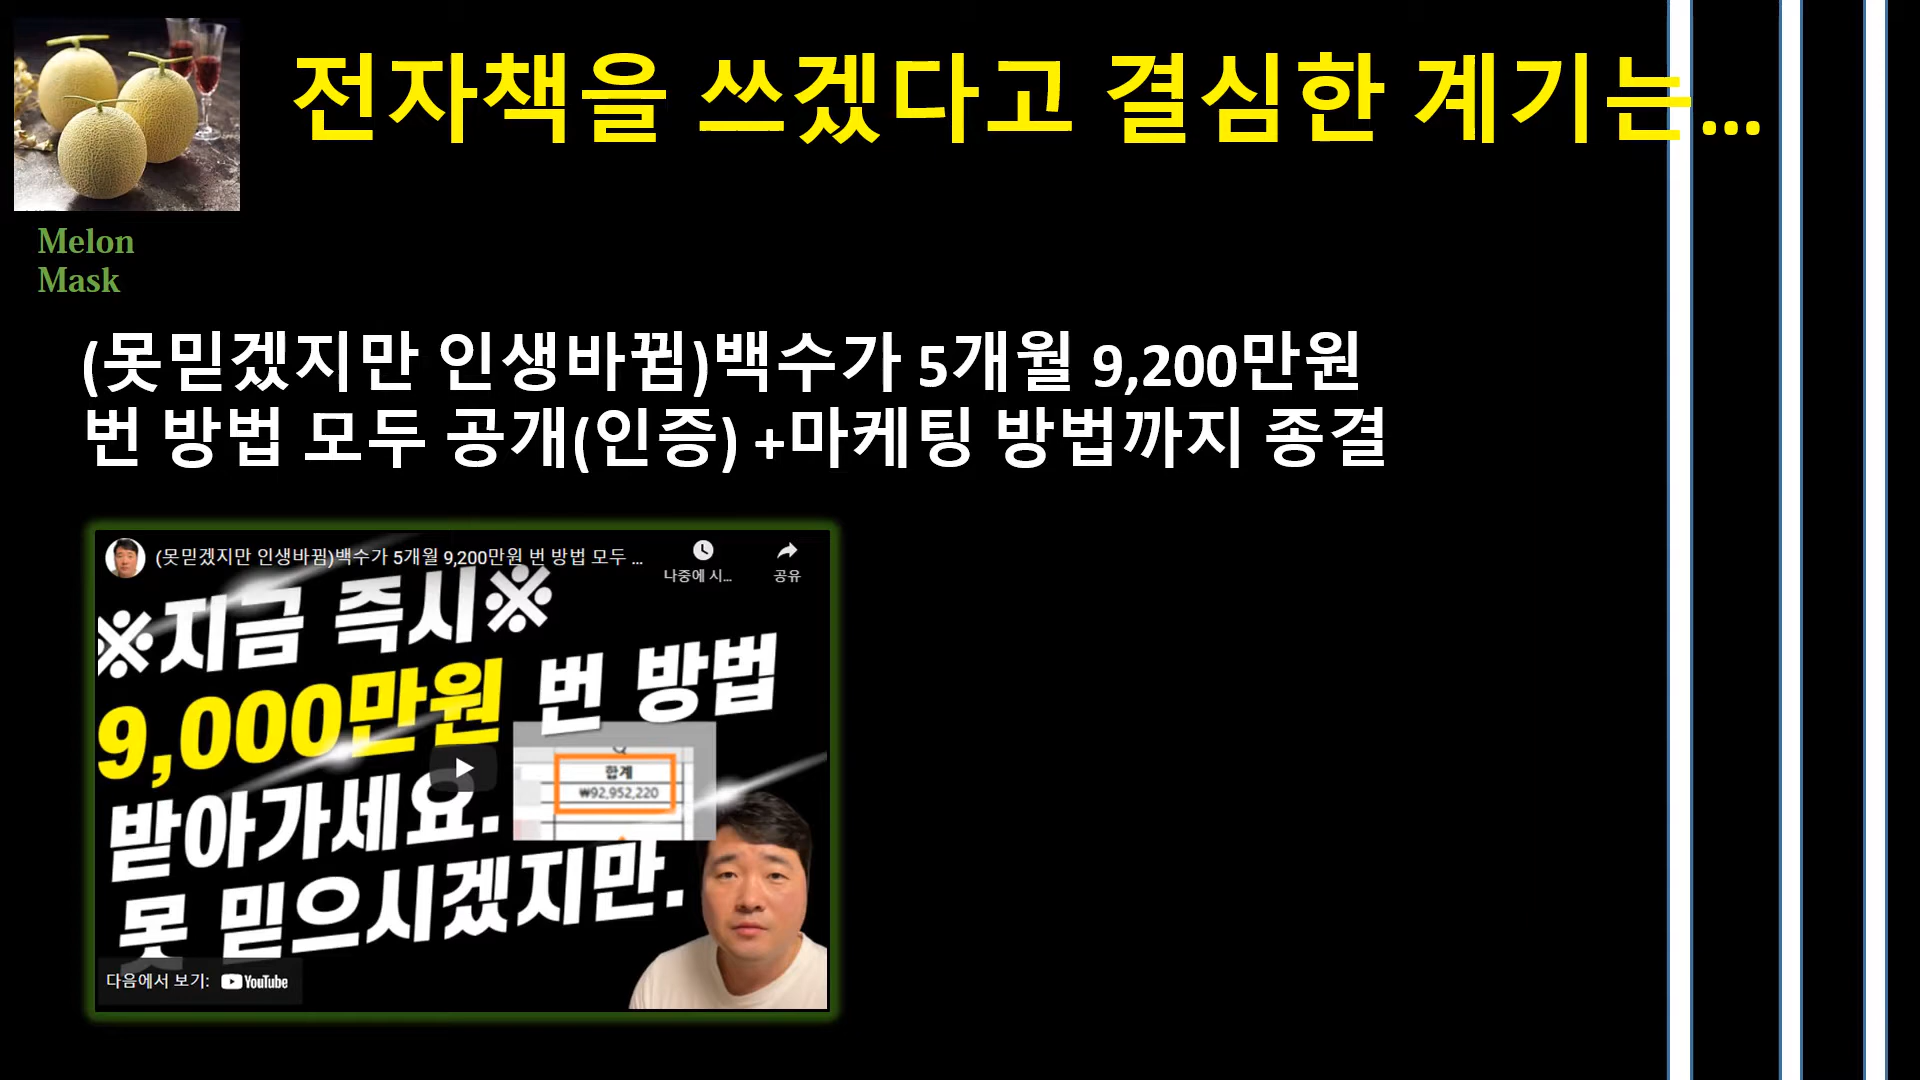 전자책을 쓰겠다고 결심한 계기는...
Melon
Mask
(못믿겠지만 인생바뀜)백수가 5개월 9,200만원
번 방법 모두 공개(인증) +마케팅 방법까지 종결
(못믿겠지만 인생바뀜)백수가 5개월 9,200만원 번 방법 모두 ...
나중에 시...
공유
※지금 즉시※
9,000만원 번 방법
받아가세요.
합계
₩92,952,220
못 믿으시겠지만.
다음에서 보기: YouTube